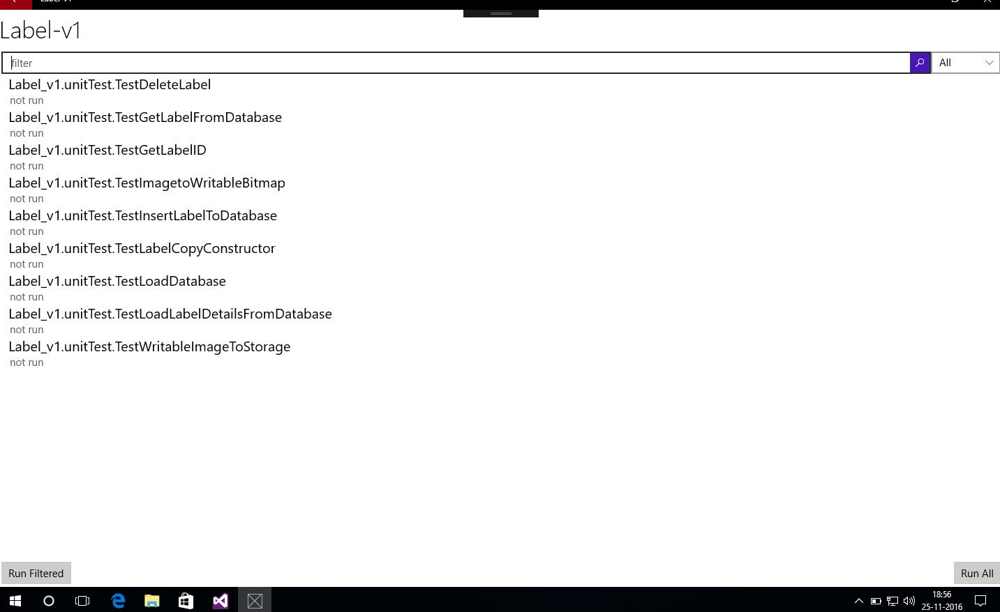 Label-v1
Label-v1
filter
All
Label_v1.unitTest.TestDeleteLabel
not run
Label_v1.unitTest.TestGetLabelFromDatabase
not run
Label_v1.unitTest.TestGetLabelID
not run
Label_v1.unitTest.TestImagetoWritableBitmap
not run
Label_v1.unitTest.TestInsertLabelToDatabase
not run
Label_v1.unitTest.TestLabelCopyConstructor
not run
Label_v1.unitTest.TestLoadDatabase
not run
Label_v1.unitTest.TestLoadLabelDetailsFromDatabase
not run
Label_v1.unitTest.TestWritableImageToStorage
not run
Run Filtered
Run All
18:56
25-11-2016